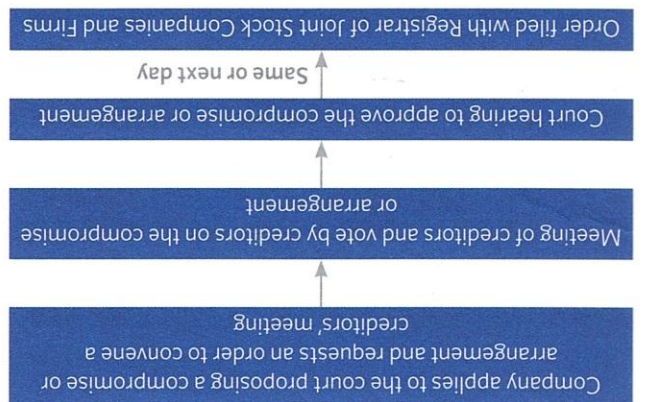 Company applies to the court proposing a compromise or
arrangement and requests an order to convene a
creditors' meeting
Meeting of creditors and vote by creditors on the compromise
or arrangement
Court hearing to approve the compromise or arrangement
Same or next day
Order filed with Registrar of Joint Stock Companies and Firms